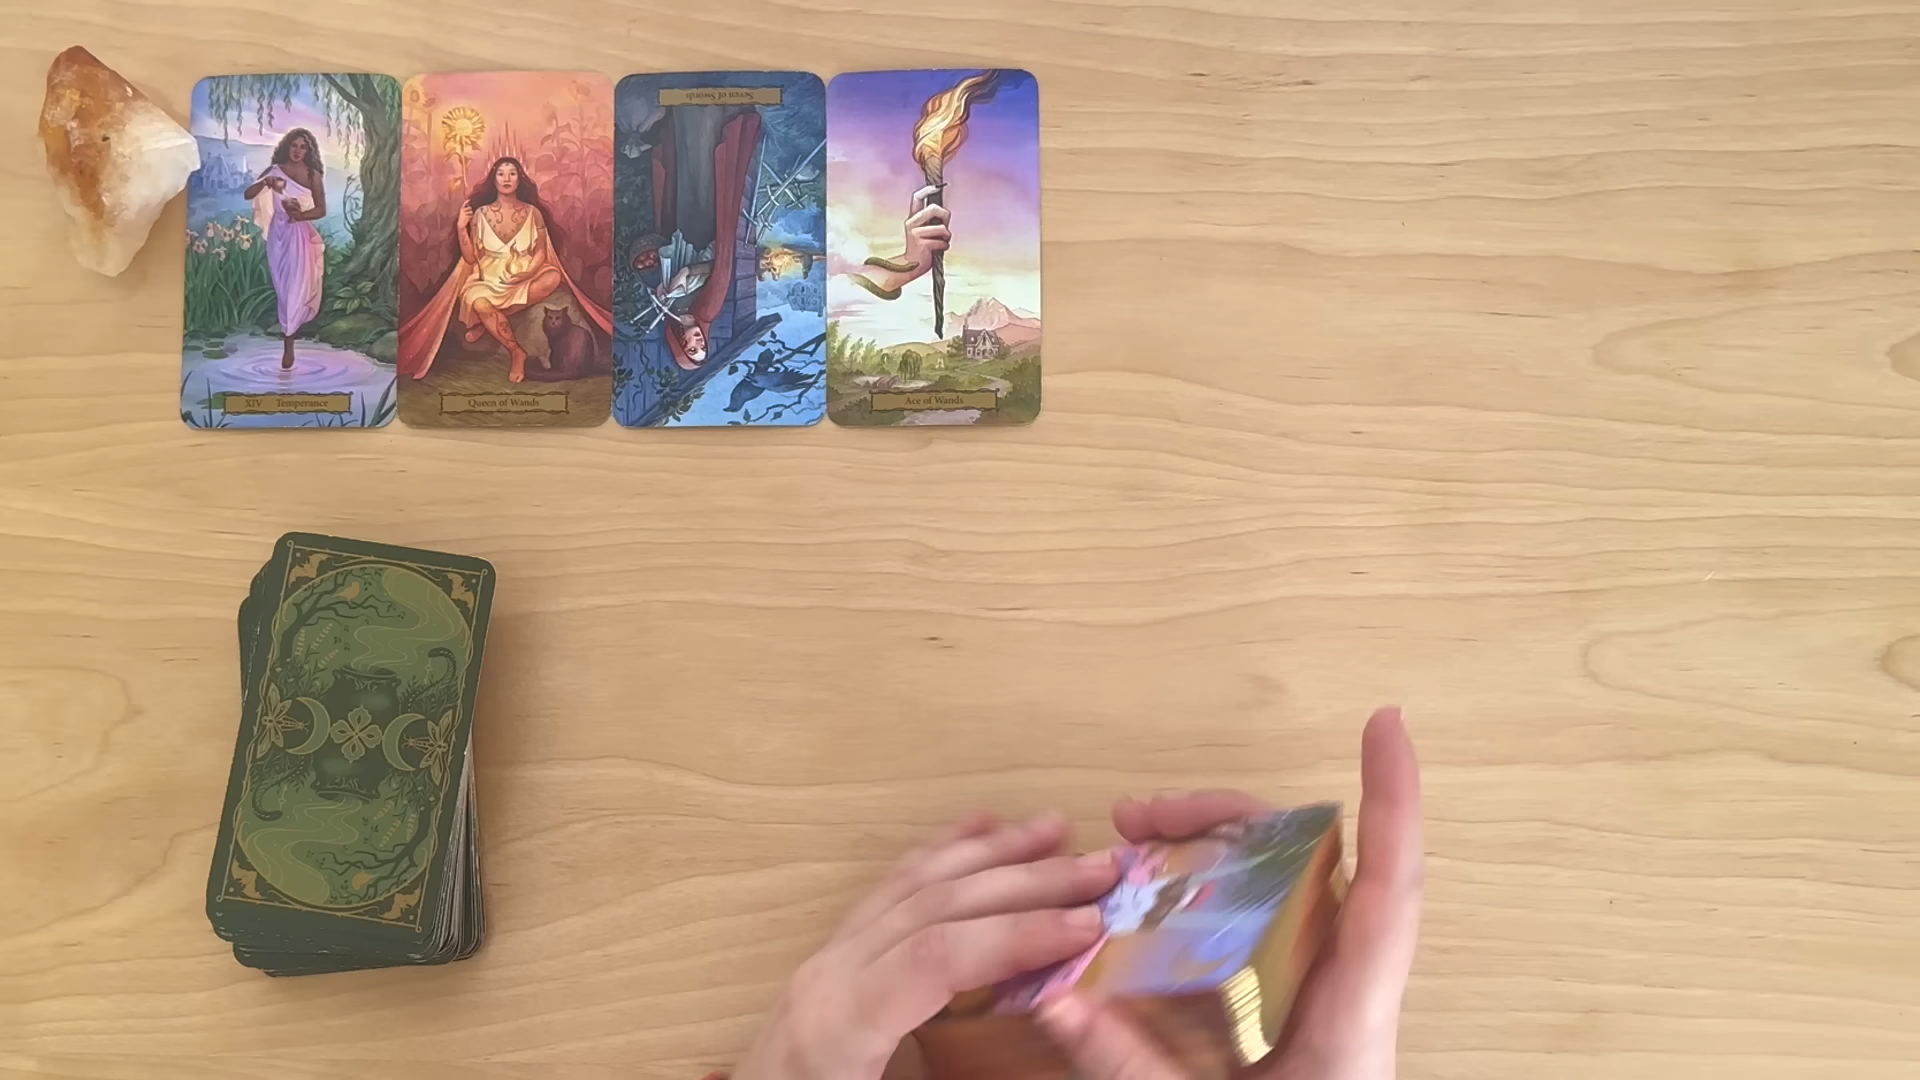 XIV Temperance
Queen of Wands
Seven of Swords
Ace of Wands